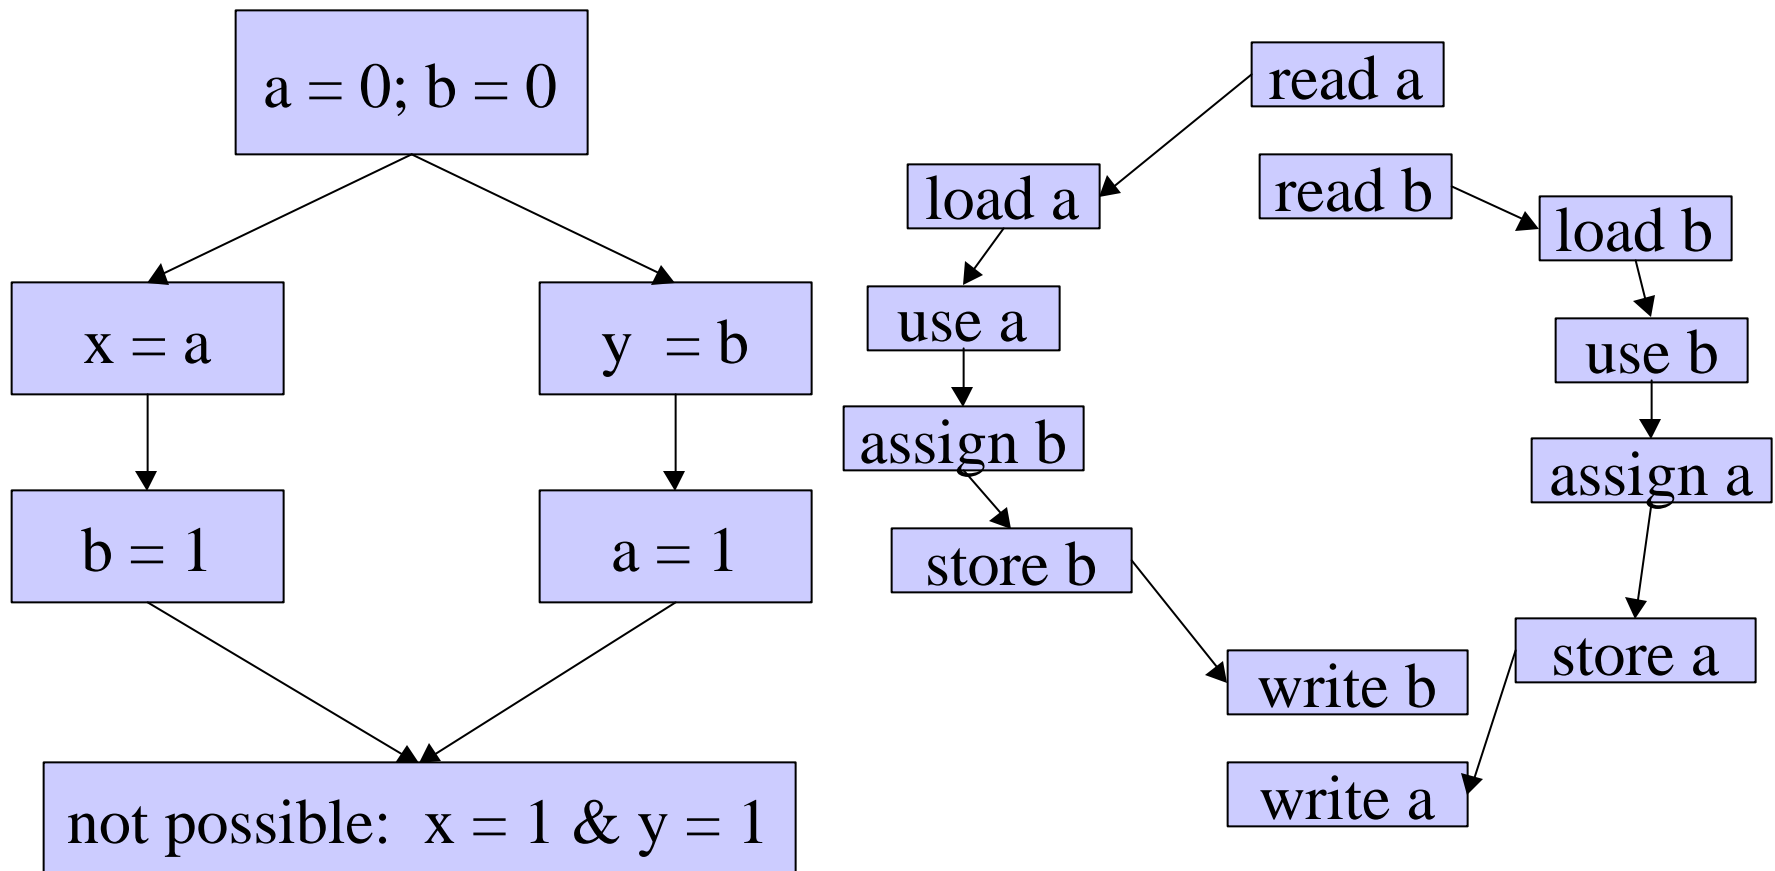 a = 0; b = 0
x = a
y = b
b = 1
a = 1
not possible: x = 1 & y = 1
read a
read b
load a
load b
use a
use b
assign b
assign a
store b
store a
write b
write a